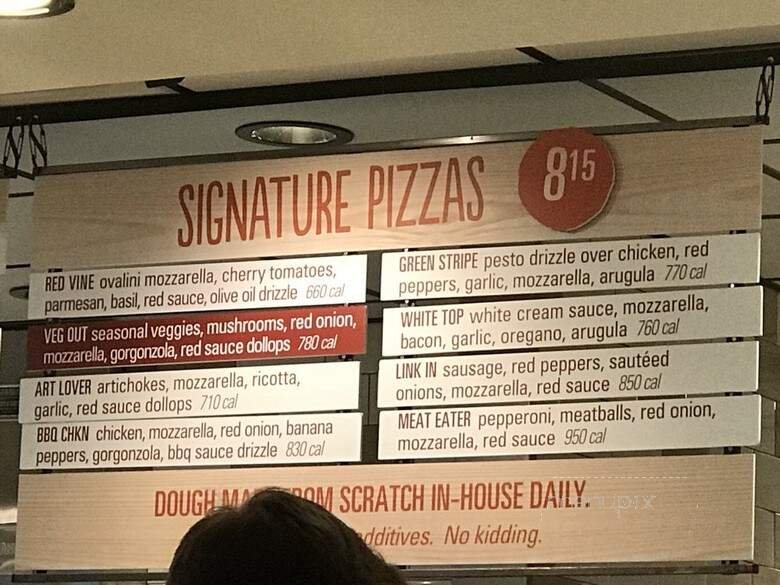 SIGNATURE PIZZAS
8 15
RED VINE ovalini mozzarella, cherry tomatoes,
parmesan, basil, red sauce, olive oil drizzle 660 cal
VEG OUT seasonal veggies, mushrooms, red onion,
mozzarella, gorgonzola, red sauce dollops 780 cal
ART LOVER artichokes, mozzarella, ricotta,
garlic, red sauce dollops 710 cal
BBQ CHKN chicken, mozzarella, red onion, banana
peppers, gorgonzola, bbq sauce drizzle 830 cal
GREEN STRIPE pesto drizzle over chicken, red
peppers, garlic, mozzarella, arugula 770 cal
WHITE TOP white cream sauce, mozzarella,
bacon, garlic, oregano, arugula 760 cal
LINK IN sausage, red peppers, sautéed
onions, mozzarella, red sauce 850 cal
MEAT EATER pepperoni, meatballs, red onion,
mozzarella, red sauce 950 cal
DOUGH SCRATCH IN-HOUSE DAILY.
additives. No kidding.
menupix